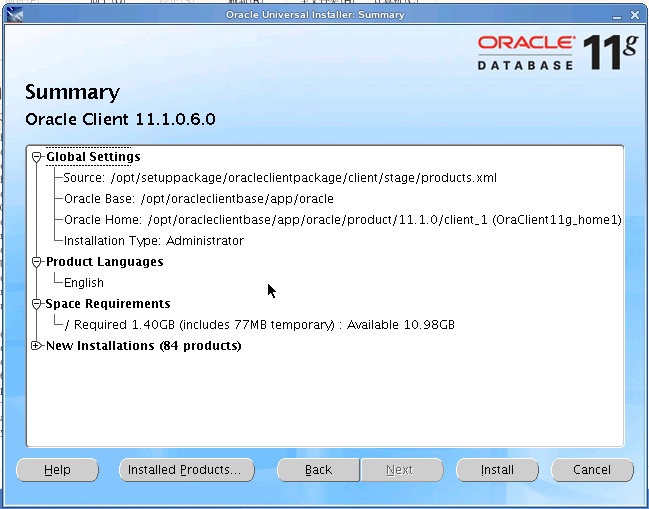 Oracle Universal Installer: Summary
ORACLE
DATABASE 11g
Summary
Oracle Client 11.1.0.6.0
Global Settings
Source: /opt/setuppackage/oracleclientpackage/client/stage/products.xml
Oracle Base: /opt/oracleclientbase/app/oracle
Oracle Home: /opt/oracleclientbase/app/oracle/product/11.1.0/client_1 (OraClient11g_home1)
Installation Type: Administrator
Product Languages
English
Space Requirements
/ Required 1.40GB (includes 77MB temporary) : Available 10.98GB
New Installations (84 products)
Help Installed Products... Back Next Install Cancel